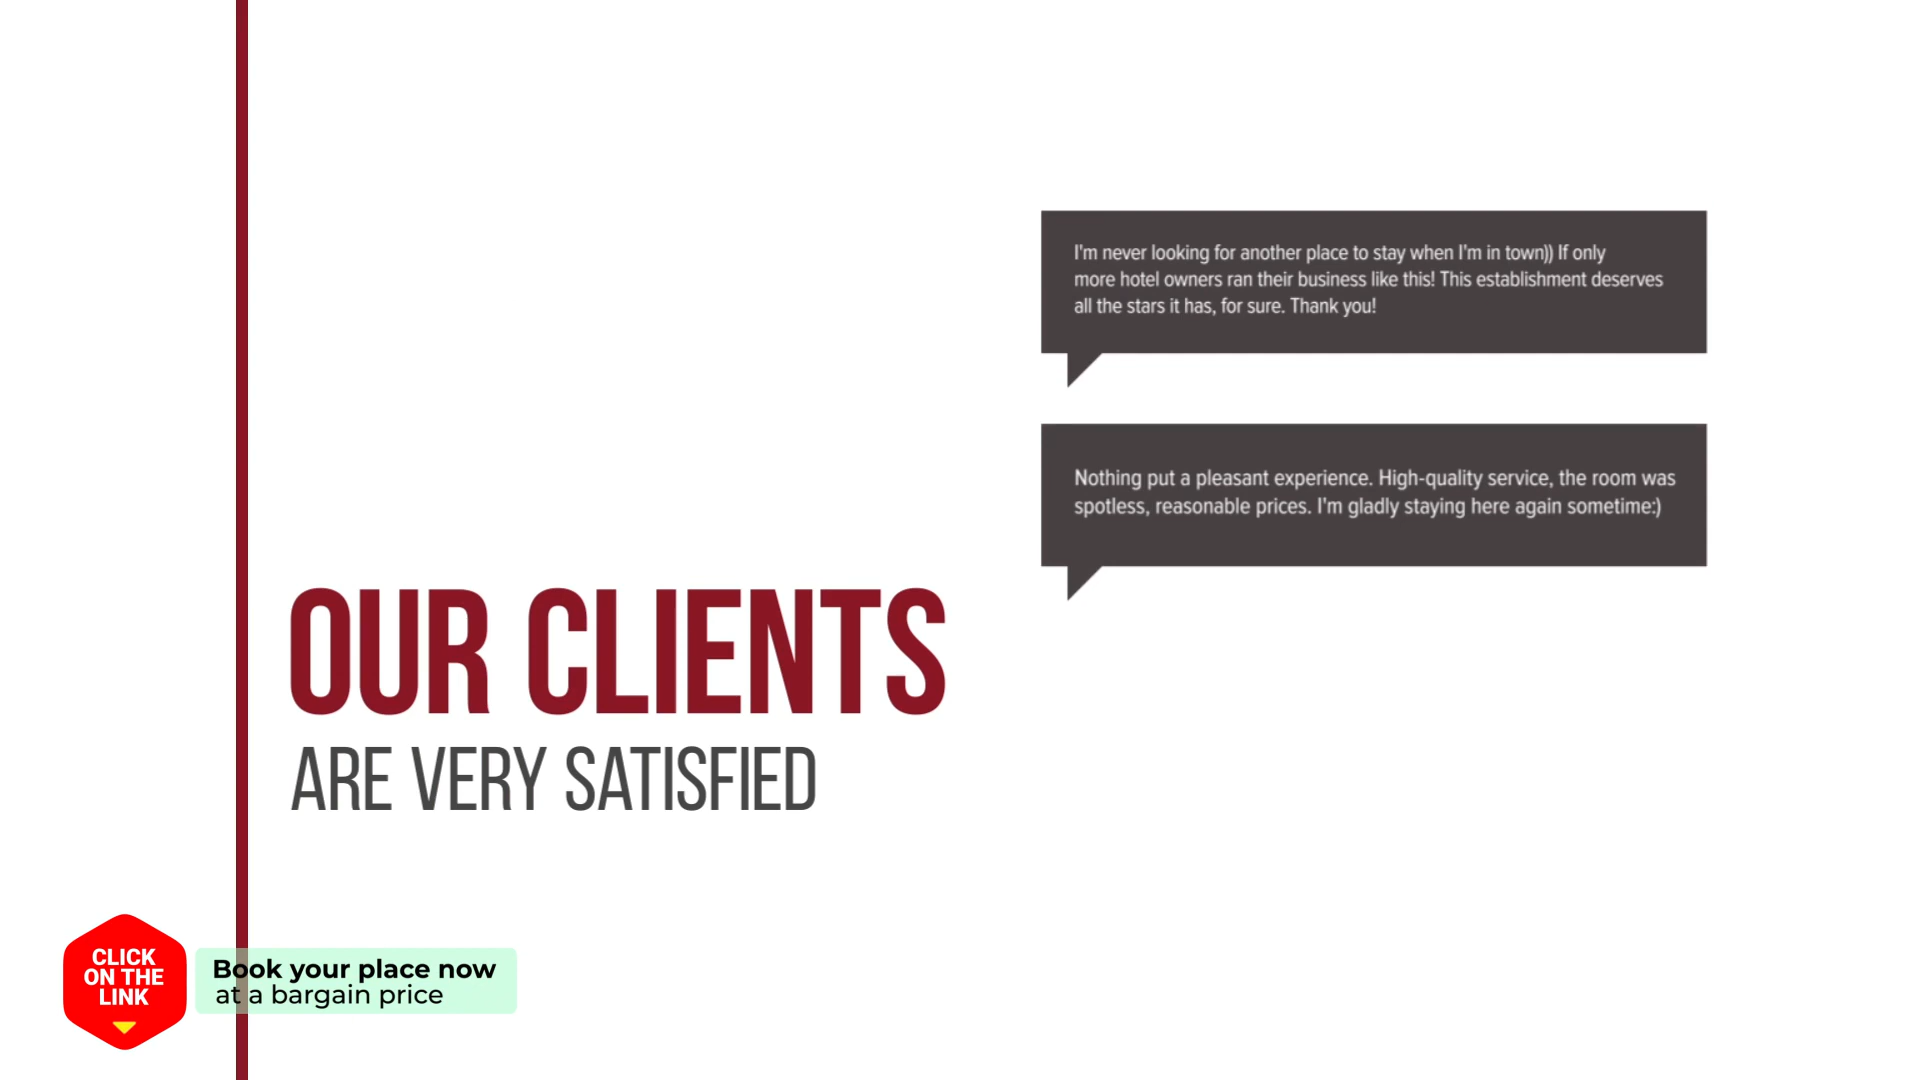 I'm never looking for another place to stay when I'm in town)) If only
more hotel owners ran their business like this! This establishment deserves
all the stars it has, for sure. Thank you!
Nothing put a pleasant experience. High-quality service, the room was
spotless, reasonable prices. I'm gladly staying here again sometime:)
OUR CLIENTS
ARE VERY SATISFIED
CLICK
ON THE
LINK
Book your place now
at a bargain price